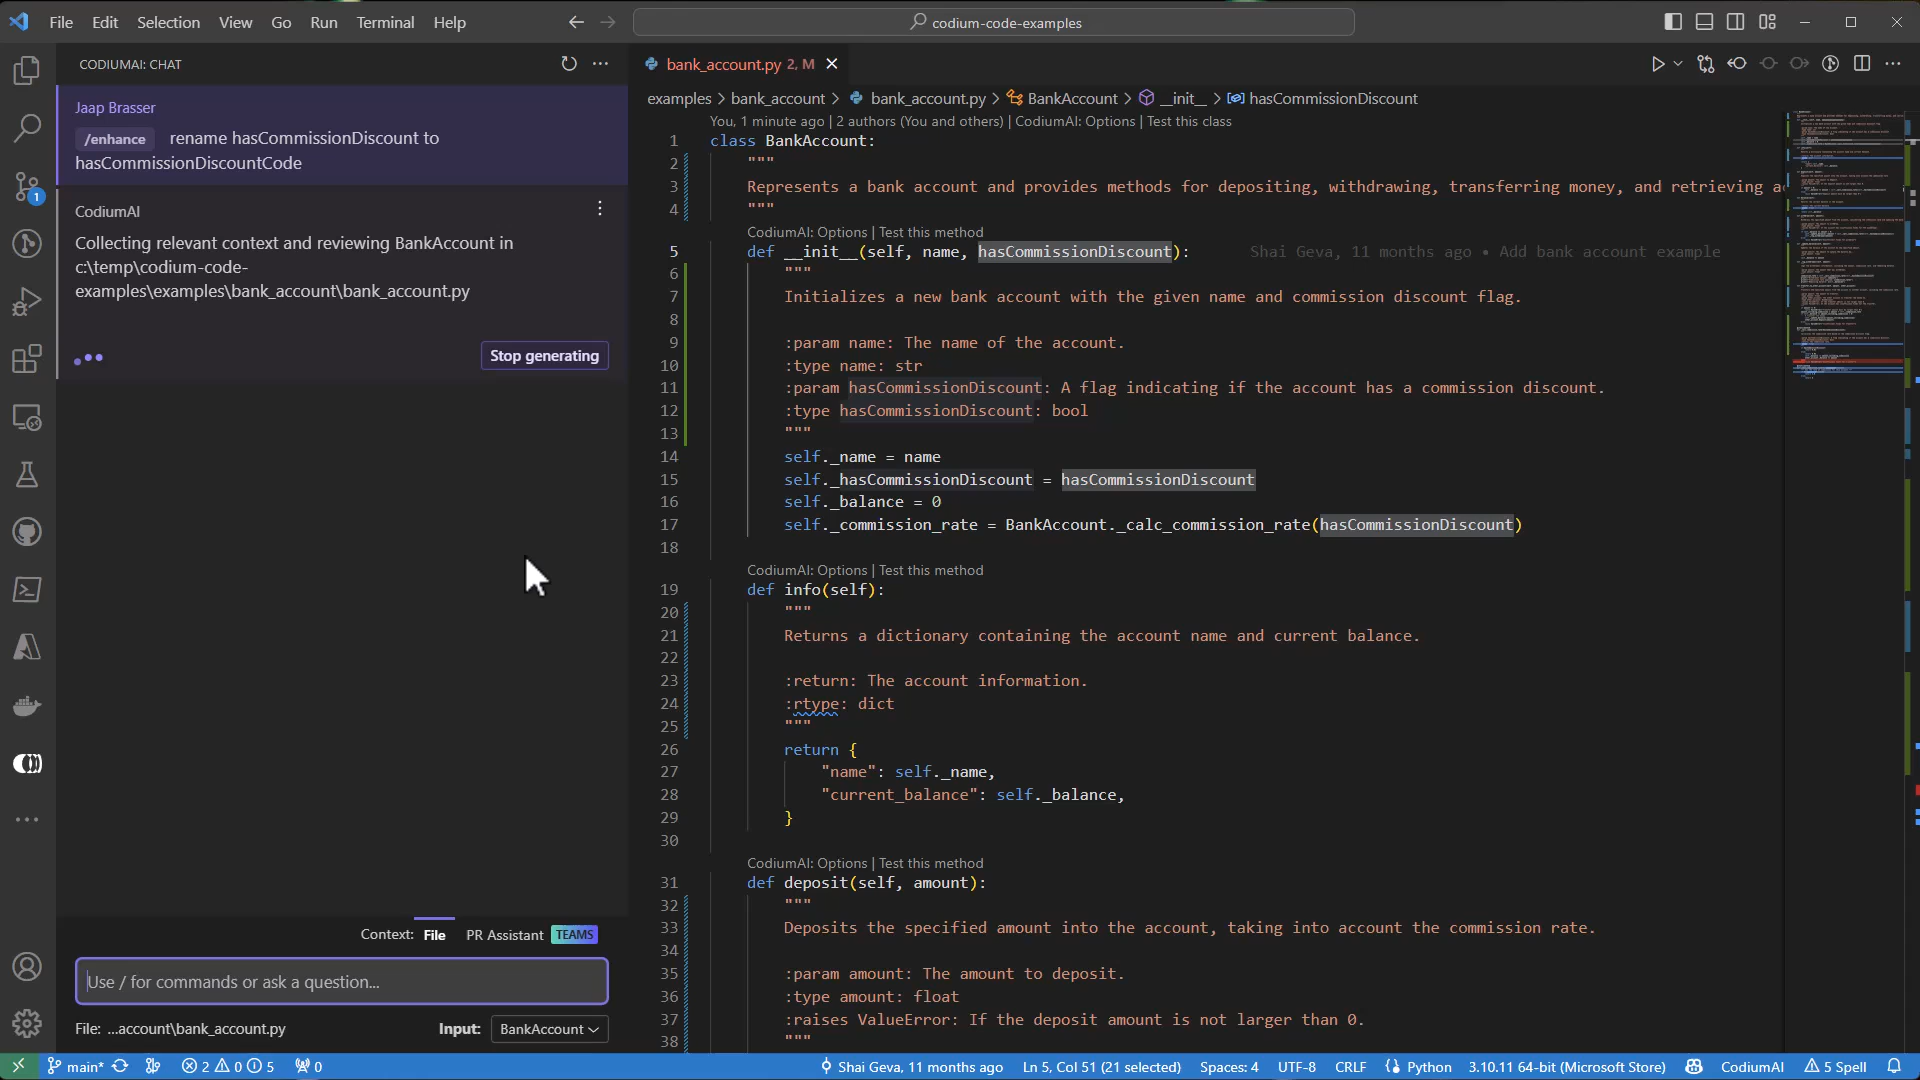 File Edit Selection View Go Run Terminal Help
codium-code-examples
CODIUMAI: CHAT
Jaap Brasser
/enhance rename hasCommissionDiscount to
hasCommissionDiscountCode
CodiumAI
Collecting relevant context and reviewing BankAccount in
c:\temp\codium-code-
examples\examples\bank_account\bank_account.py
Stop generating
Context: File PR Assistant TEAMS
Use / for commands or ask a question...
File: ...account\bank_account.py Input: BankAccount
bank_account.py 2, M
examples > bank_account > bank_account.py > BankAccount > __init__ > hasCommissionDiscount
You, 1 minute ago | 2 authors (You and others) | CodiumAI: Options | Test this class
1 class BankAccount:
2 """
3 Represents a bank account and provides methods for depositing, withdrawing, transferring money, and retrieving a
4 """
CodiumAI: Options | Test this method
5 def __init__(self, name, hasCommissionDiscount): Shai Geva, 11 months ago • Add bank account example
6 """
7 Initializes a new bank account with the given name and commission discount flag.
8
9 :param name: The name of the account.
10 :type name: str
11 :param hasCommissionDiscount: A flag indicating if the account has a commission discount.
12 :type hasCommissionDiscount: bool
13 """
14 self._name = name
15 self._hasCommissionDiscount = hasCommissionDiscount
16 self._balance = 0
17 self._commission_rate = BankAccount._calc_commission_rate(hasCommissionDiscount)
18
CodiumAI: Options | Test this method
19 def info(self):
20 """
21 Returns a dictionary containing the account name and current balance.
22
23 :return: The account information.
24 :rtype: dict
25 """
26 return {
27 "name": self._name,
28 "current_balance": self._balance,
29 }
30
CodiumAI: Options | Test this method
31 def deposit(self, amount):
32 """
33 Deposits the specified amount into the account, taking into account the commission rate.
34
35 :param amount: The amount to deposit.
36 :type amount: float
37 :raises ValueError: If the deposit amount is not larger than 0.
38 """
1
main* 2 0 5 0 Shai Geva, 11 months ago Ln 5, Col 51 (21 selected) Spaces: 4 UTF-8 CRLF Python 3.10.11 64-bit (Microsoft Store) CodiumAI 5 Spell